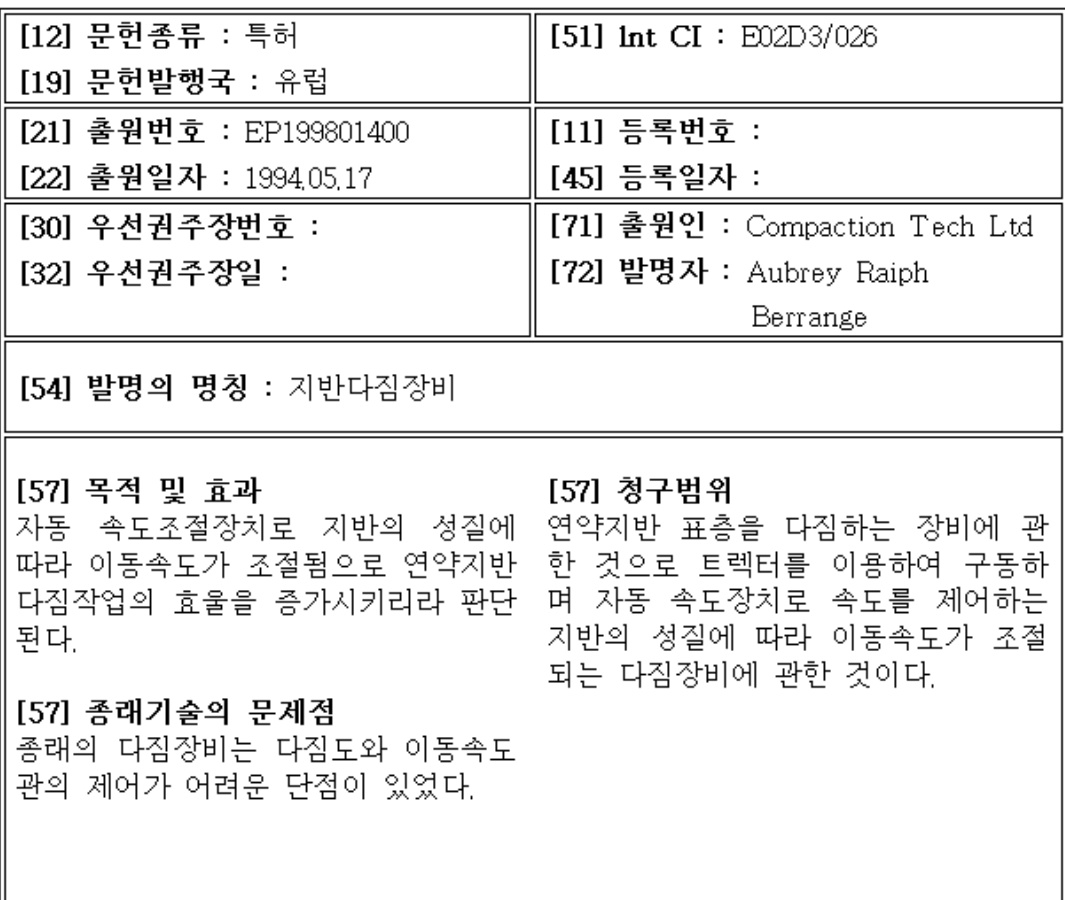 [12] 문헌종류 : 특허
[19] 문헌발행국 : 유럽
[51] lnt CI : E02D3/026
[21] 출원번호 : EP199801400
[22] 출원일자 : 1994,05,17
[11] 등록번호 :
[45] 등록일자 :
[30] 우선권주장번호 :
[32] 우선권주장일 :
[71] 출원인 : Compaction Tech Ltd
[72] 발명자 : Aubrey Raiph
Berrange
[54] 발명의 명칭 : 지반다짐장비
[57] 목적 및 효과
자동 속도조절장치로 지반의 성질에
따라 이동속도가 조절됨으로 연약지반
다짐작업의 효울을 증가시키리라 판단
된다.
[57] 종래기술의 문제점
종래의 다짐장비는 다짐도와 이동속도
관의 제어가 어려운 단점이 있었다.
[57] 청구범위
연약지반 표층을 다짐하는 장비에 관
한 것으로 트렉터를 이용하여 구동하
며 자동 속도장치로 속도를 제어하는
지반의 성질에 따라 이동속도가 조절
되는 다짐장비에 관한 것이다.